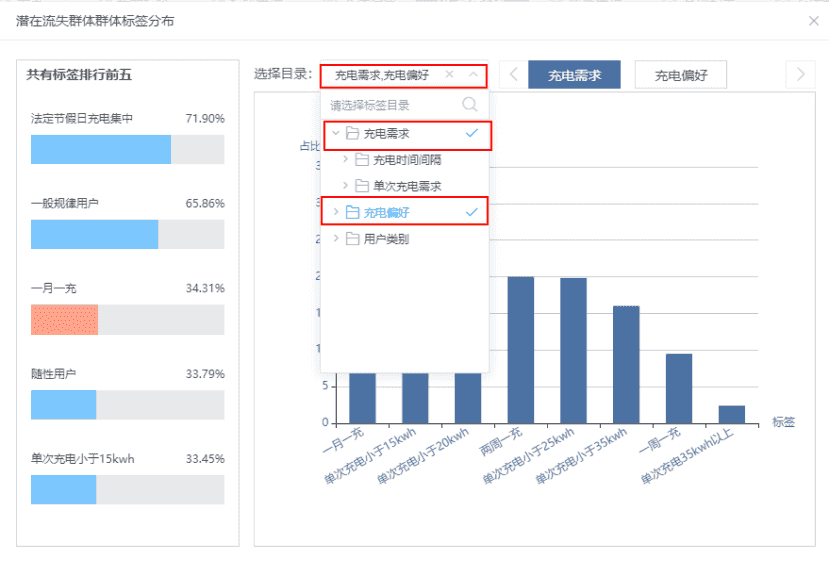 潜在流失群体群体标签分布
共有标签排行前五
法定节假日充电集中 71.90%
一般规律用户 65.86%
一月一充 34.31%
随性用户 33.79%
单次充电小于15kwh 33.45%
选择目录： 充电需求,充电偏好
充电需求 充电偏好
请选择标签目录
充电需求
充电时间间隔
单次充电需求
充电偏好
用户类别
占比
5
0
一月一充
单次充电小于15kwh
单次充电小于20kwh
两周一充
单次充电小于25kwh
单次充电小于35kwh
一周一充
单次充电35kwh以上
标签